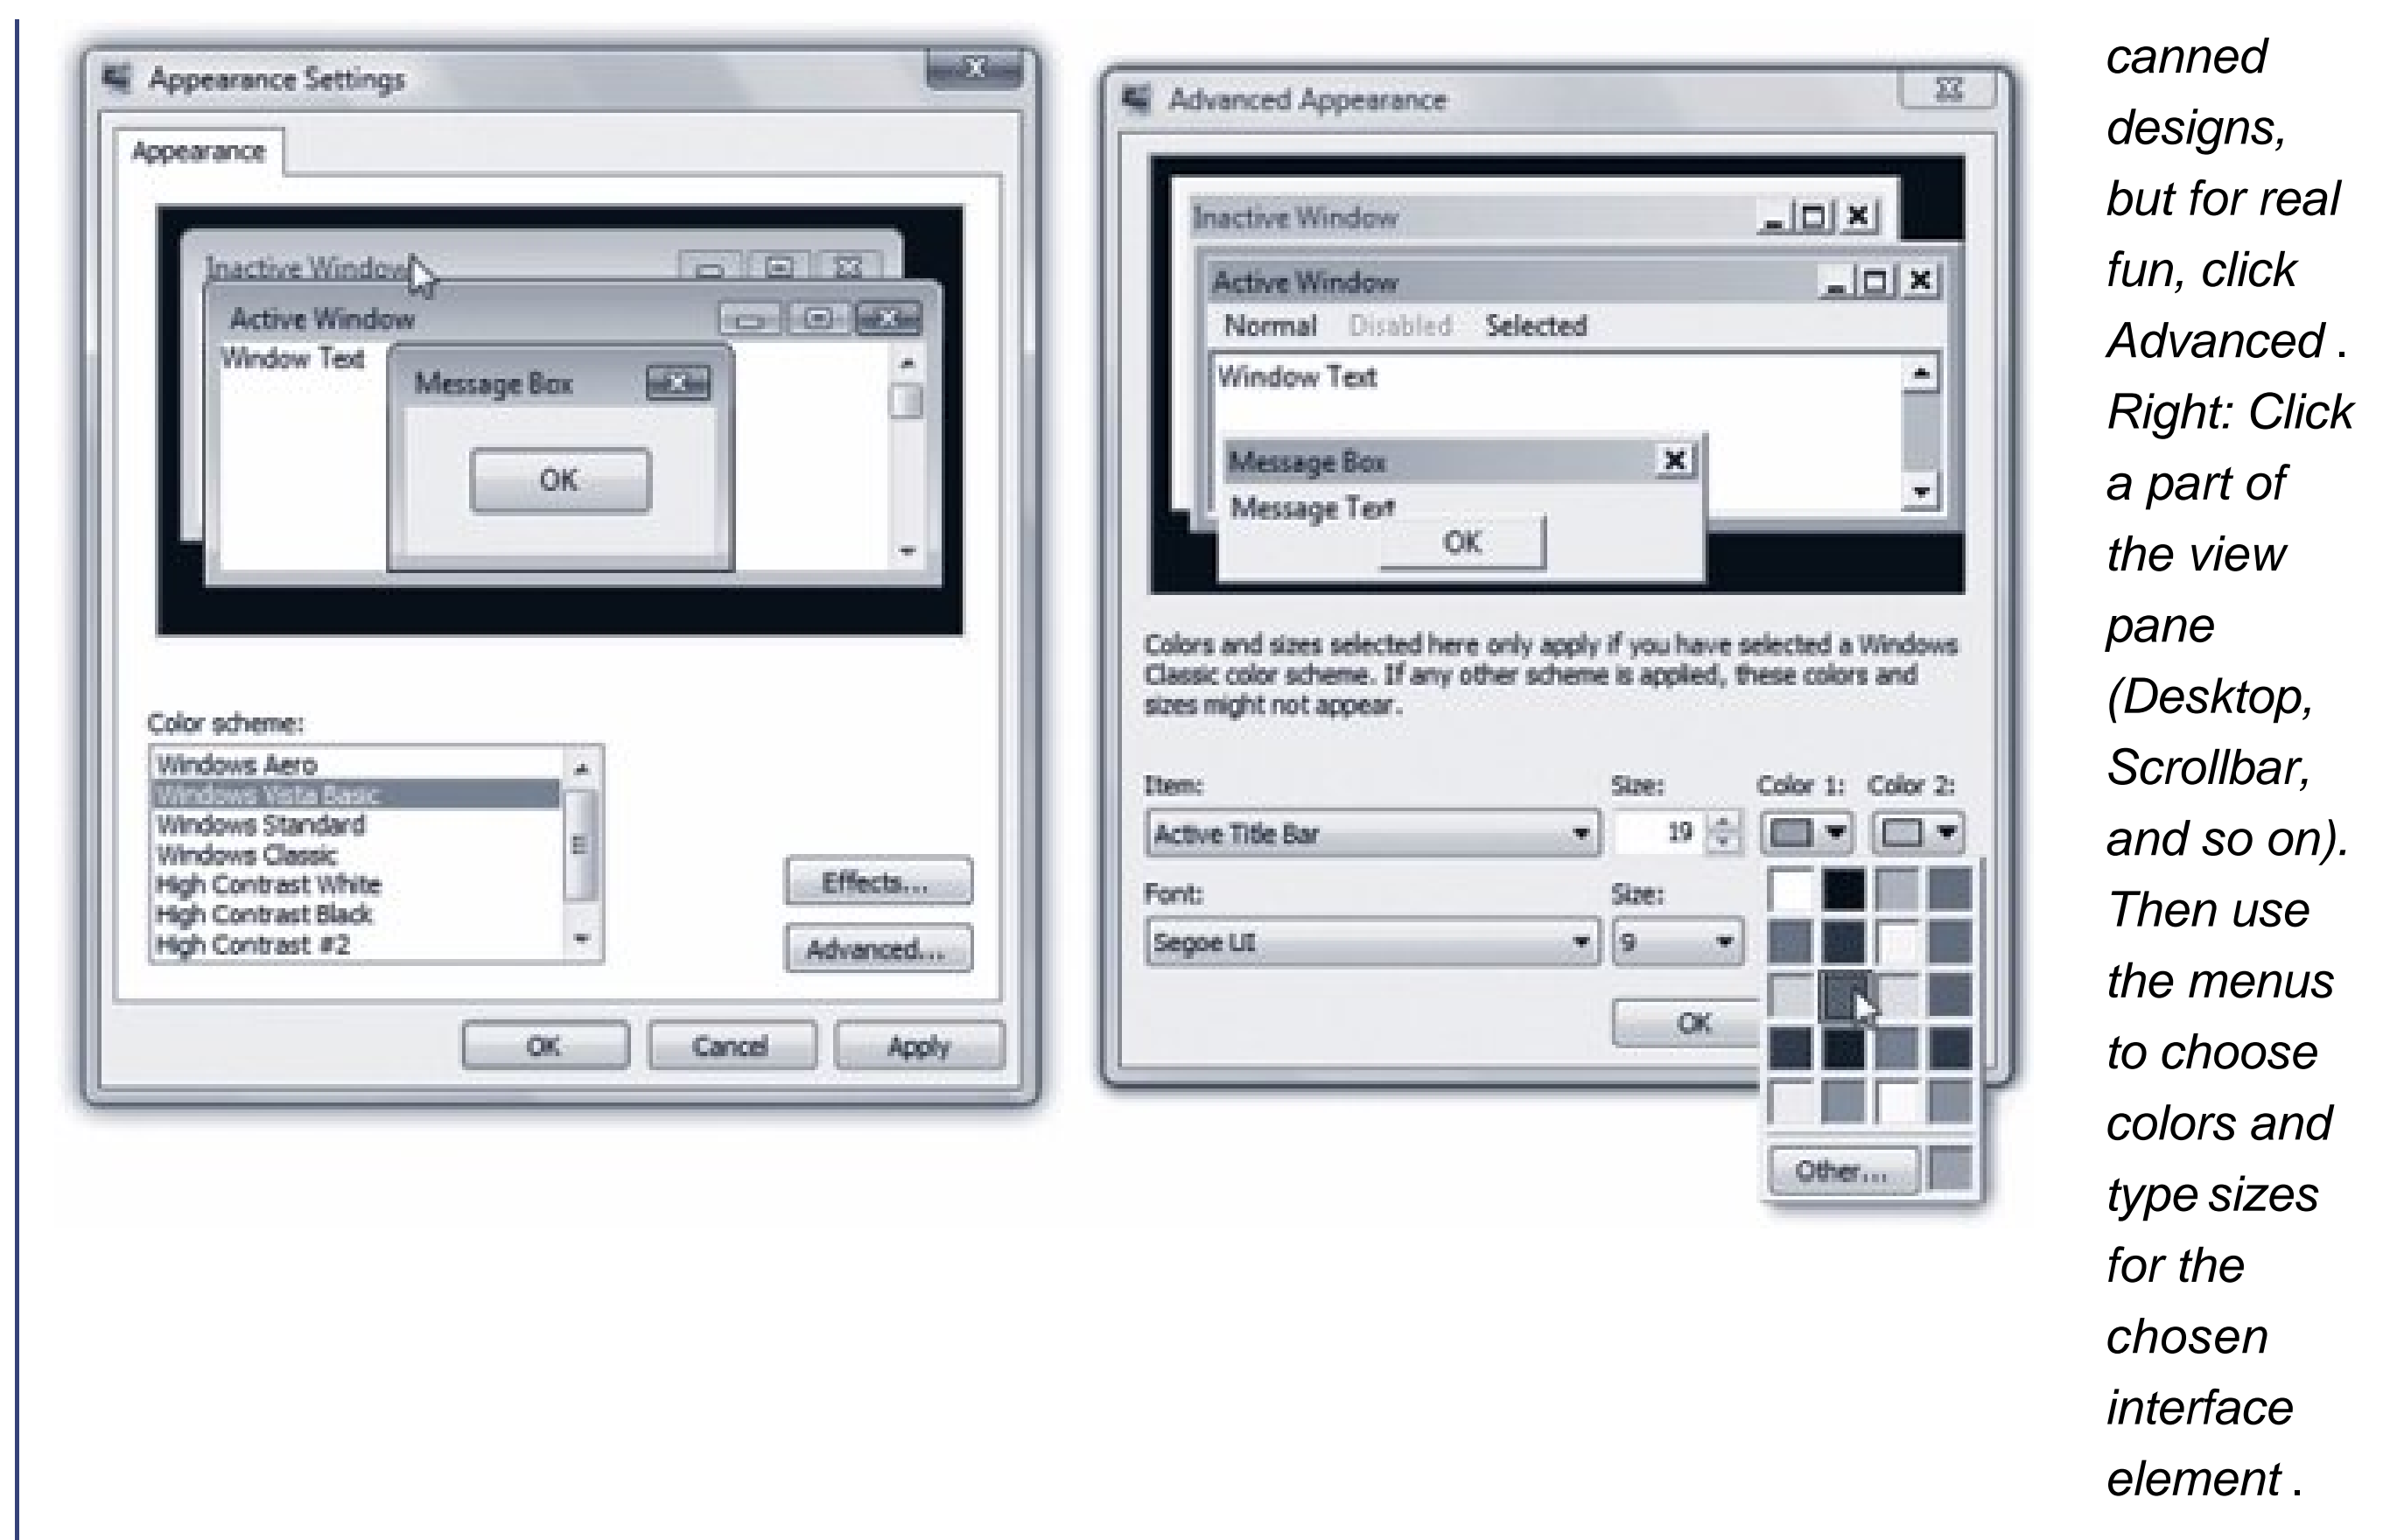 Appearance Settings
Appearance
Inactive Window
Active Window
Window Text
Message Box
OK
Color scheme:
Windows Aero
Windows Vista Basic
Windows Standard
Windows Classic
High Contrast White
High Contrast Black
High Contrast #2
Effects...
Advanced...
OK Cancel Apply
Advanced Appearance
Inactive Window
Active Window
Normal Disabled Selected
Window Text
Message Box
Message Text
OK
Colors and sizes selected here only apply if you have selected a Windows
Classic color scheme. If any other scheme is applied, these colors and
sizes might not appear.
Item: Size: Color 1: Color 2:
Active Title Bar 19
Font: Size:
Segoe UI 9
OK
Other...
canned
designs,
but for real
fun, click
Advanced .
Right: Click
a part of
the view
pane
(Desktop,
Scrollbar,
and so on).
Then use
the menus
to choose
colors and
type sizes
for the
chosen
interface
element .